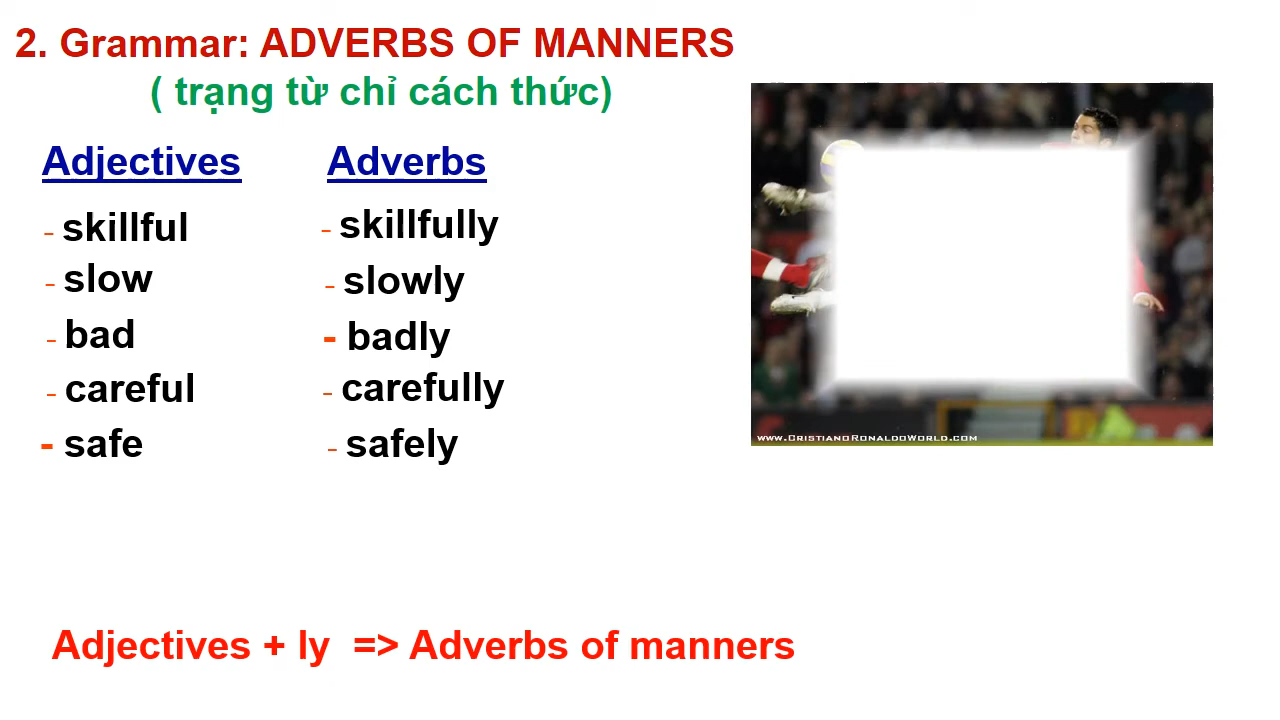 2. Grammar: ADVERBS OF MANNERS
( trạng từ chỉ cách thức)
Adjectives Adverbs
- skillful - skillfully
- slow - slowly
- bad - badly
- careful - carefully
- safe - safely
www.CristianoRonaldoWorld.com
Adjectives + ly => Adverbs of manners